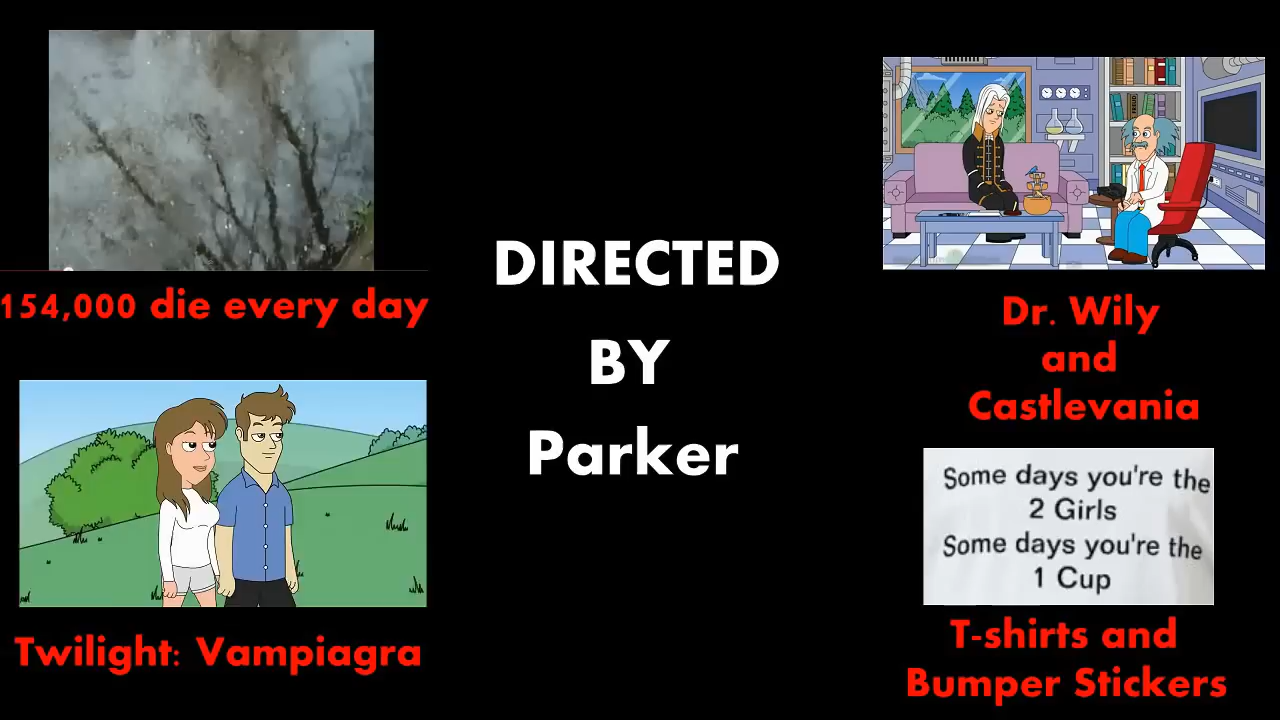 154,000 die every day
Twilight: Vampiagra
DIRECTED
BY
Parker
Dr. Wily
and
Castlevania
Some days you're the
2 Girls
Some days you're the
1 Cup
T-shirts and
Bumper Stickers